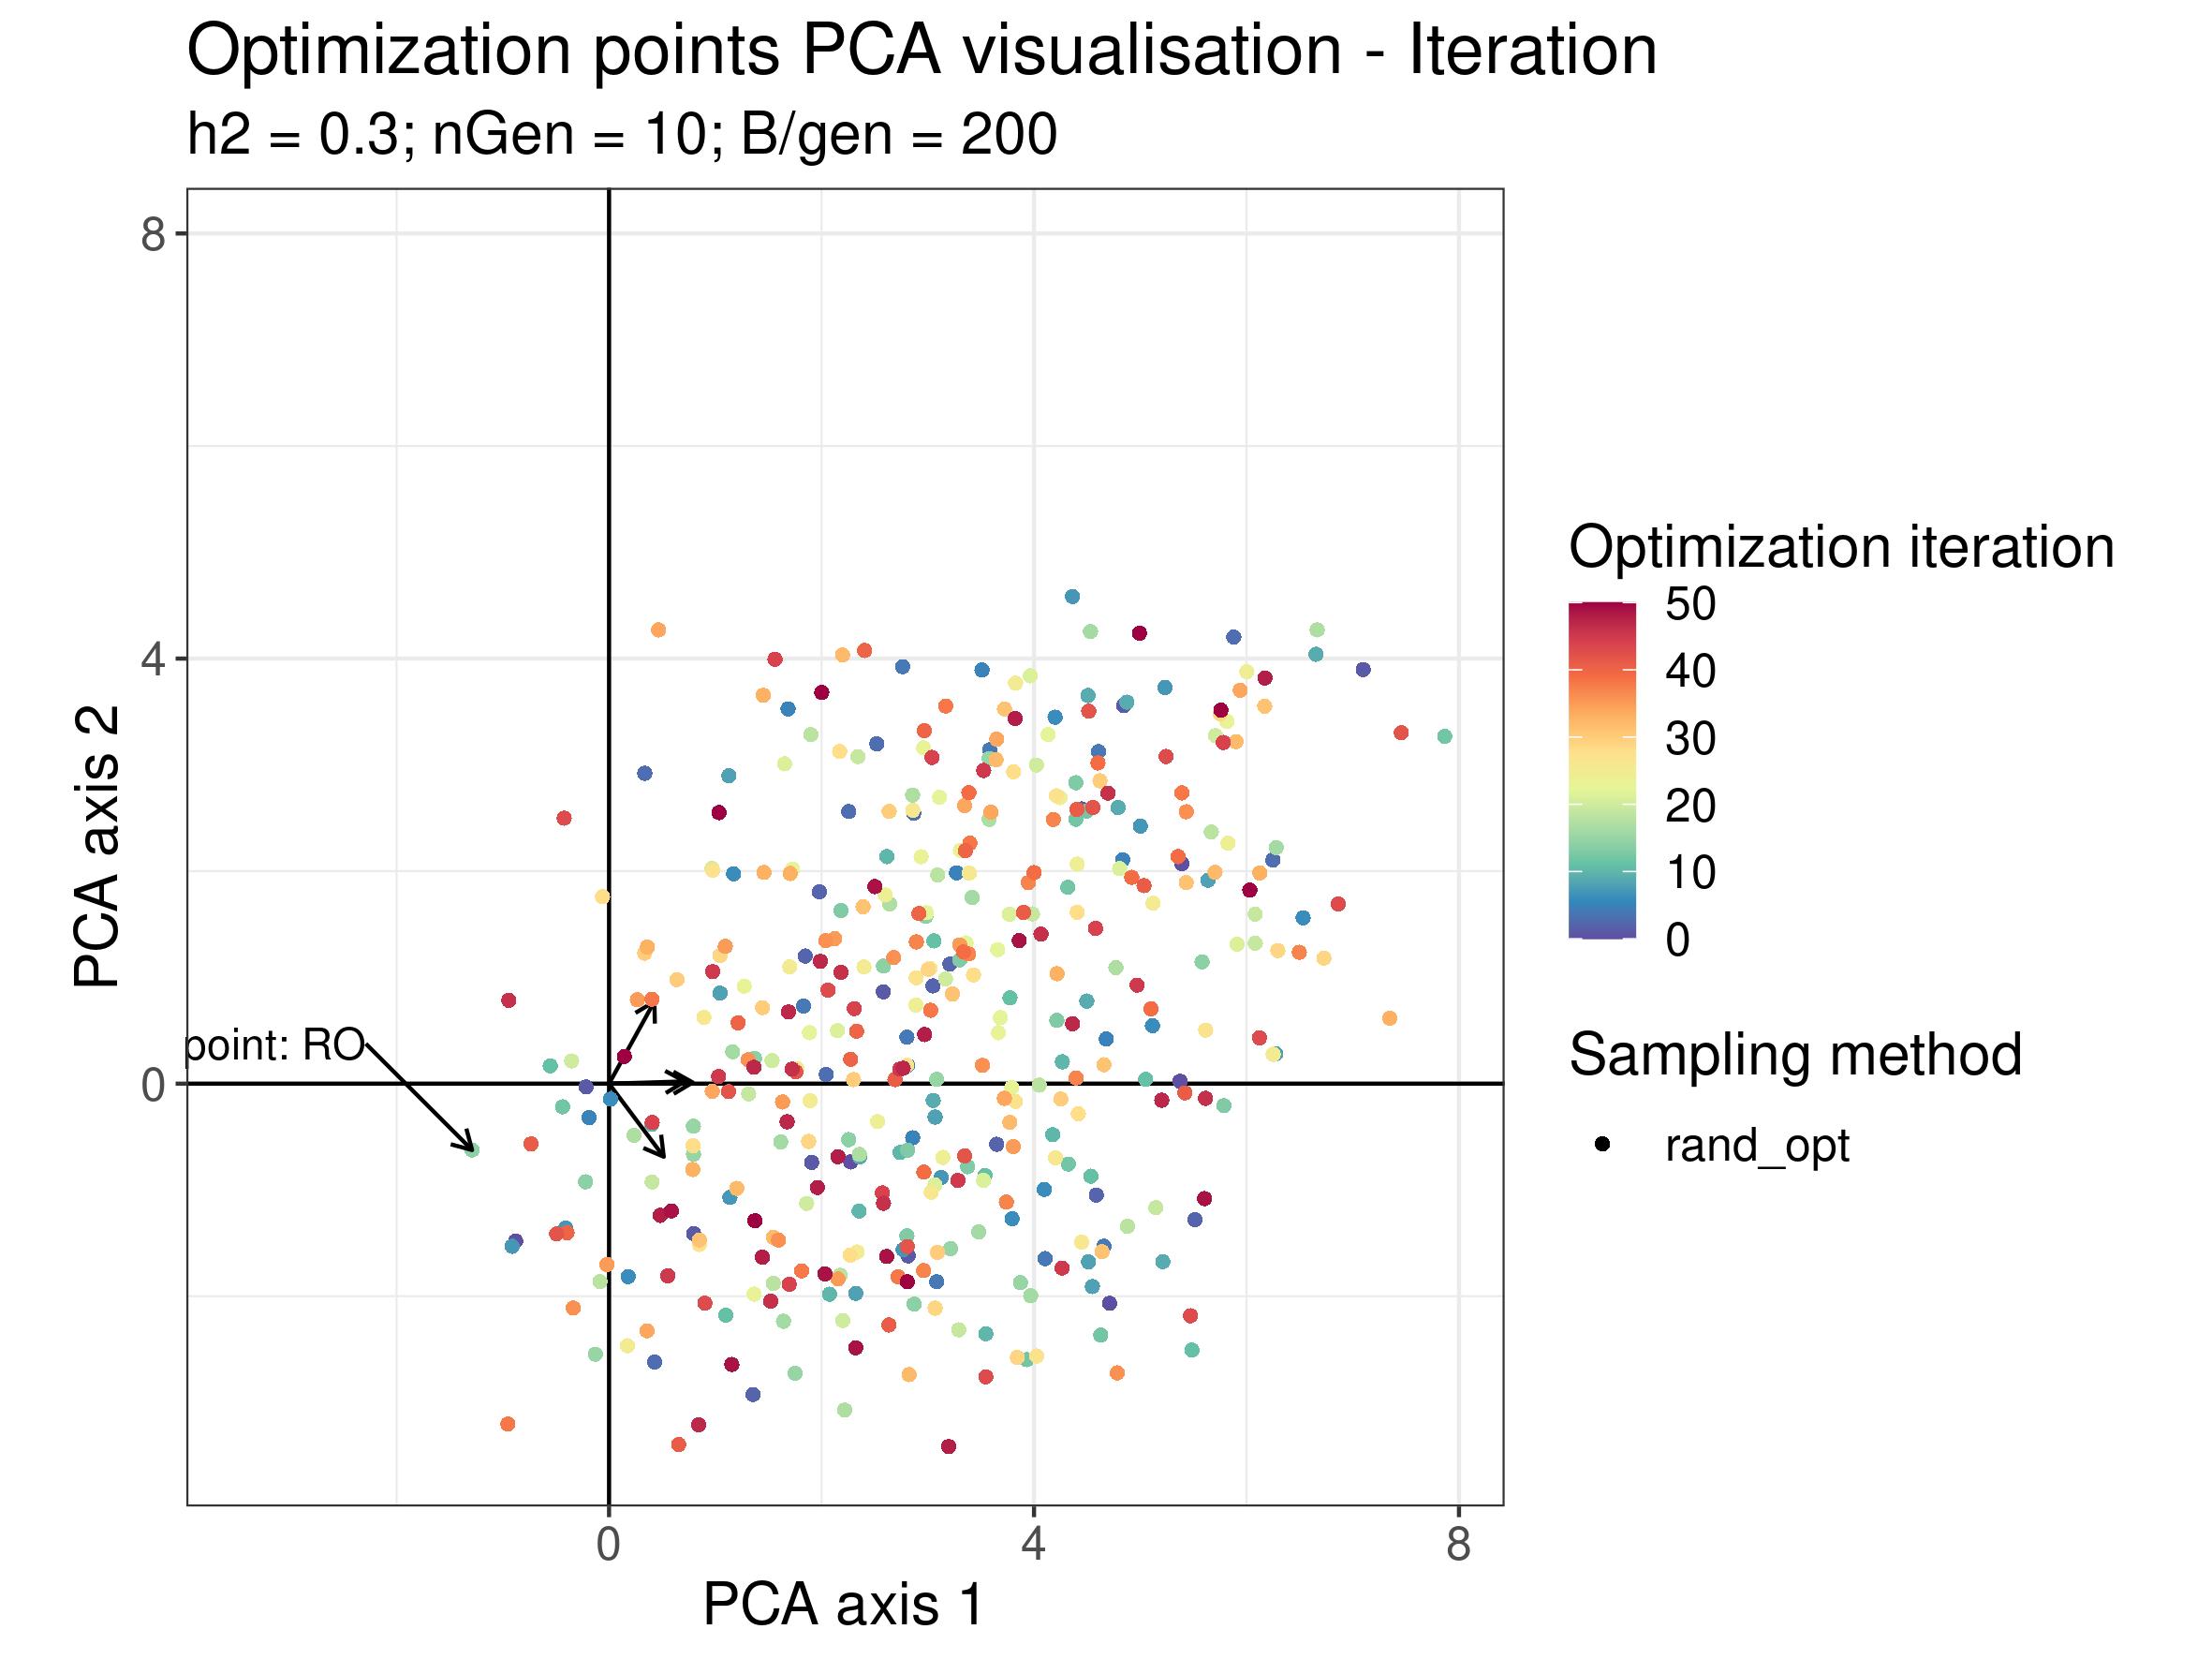 Optimization points PCA visualisation - Iteration
h2 = 0.3; nGen = 10; B/gen = 200
8
4
0
PCA axis 2
point: RO
0
4
8
PCA axis 1
Optimization iteration
50
40
30
20
10
0
Sampling method
rand_opt